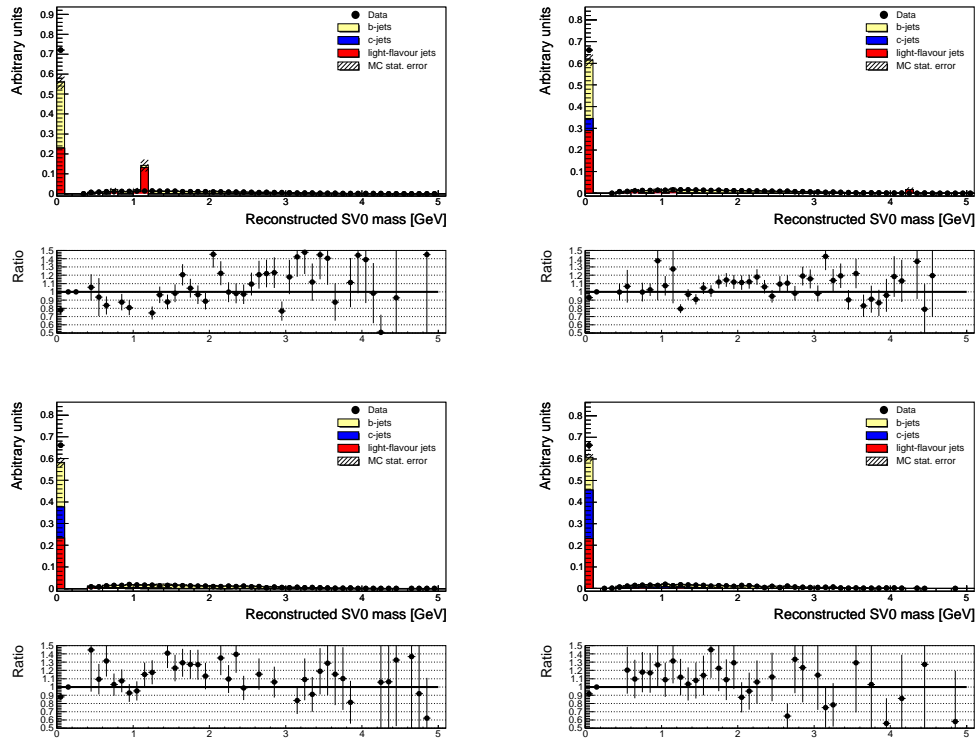 Arbitrary units
0.9
0.8
0.7
0.6
0.5
0.4
0.3
0.2
0.1
0
Data
b-jets
c-jets
light-flavour jets
MC stat. error
0 1 2 3 4 5
Reconstructed SV0 mass [GeV]
Ratio
1.5
1.4
1.3
1.2
1.1
1
0.9
0.8
0.7
0.6
0.5
0 1 2 3 4 5
Arbitrary units
0.8
0.7
0.6
0.5
0.4
0.3
0.2
0.1
0
Data
b-jets
c-jets
light-flavour jets
MC stat. error
0 1 2 3 4 5
Reconstructed SV0 mass [GeV]
Ratio
1.5
1.4
1.3
1.2
1.1
1
0.9
0.8
0.7
0.6
0.5
0 1 2 3 4 5
Arbitrary units
0.8
0.7
0.6
0.5
0.4
0.3
0.2
0.1
0
Data
b-jets
c-jets
light-flavour jets
MC stat. error
0 1 2 3 4 5
Reconstructed SV0 mass [GeV]
Ratio
1.5
1.4
1.3
1.2
1.1
1
0.9
0.8
0.7
0.6
0.5
0 1 2 3 4 5
Arbitrary units
0.8
0.7
0.6
0.5
0.4
0.3
0.2
0.1
0
Data
b-jets
c-jets
light-flavour jets
MC stat. error
0 1 2 3 4 5
Reconstructed SV0 mass [GeV]
Ratio
1.5
1.4
1.3
1.2
1.1
1
0.9
0.8
0.7
0.6
0.5
0 1 2 3 4 5